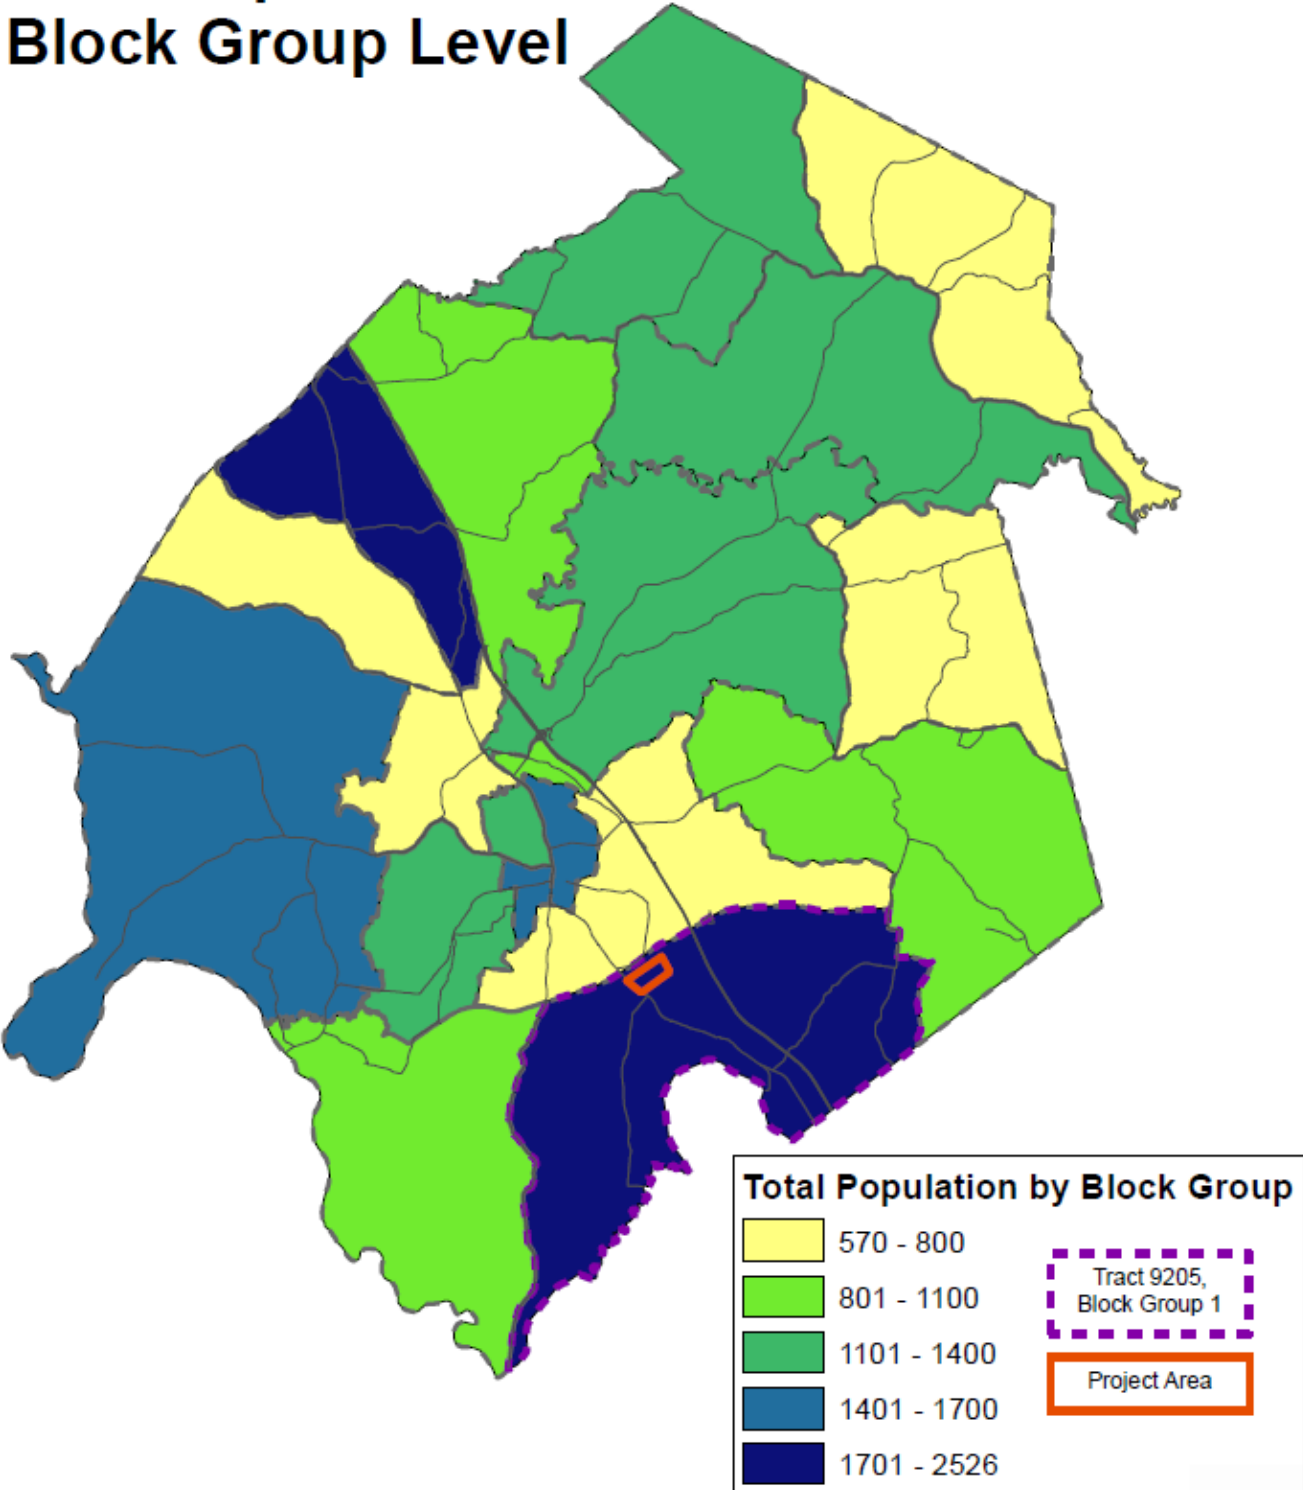 Block Group Level
Total Population by Block Group
570 - 800
801 - 1100
1101 - 1400
1401 - 1700
1701 - 2526
Tract 9205,
Block Group 1
Project Area